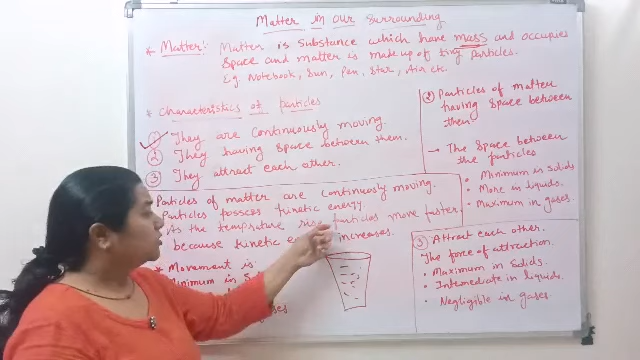 Matter in our Surrounding
* Matter: Matter is Substance which have mass and occupies
Space and matter is made up of tiny particles.
E.g. Notebook, Sun, Pen, Star, Air etc
* Characteristics of particles
① They are continuously moving
② They having Space between them.
③ They attract each other.
Particles of matter are continuously moving.
Particles posscss kinetic energy
As the temprature rise particles move faster
because kinetic increases.
* Movement is
Minimum in
② Particles of matter
having Space between
them
→ The Space between
the particles
• Minimum in Solids
• More in liquids.
• Maximum in gases.
③ Attract each other.
The force of attraction.
• Maximum in Solids.
• Intermediate in liquids.
• Negligible in gases